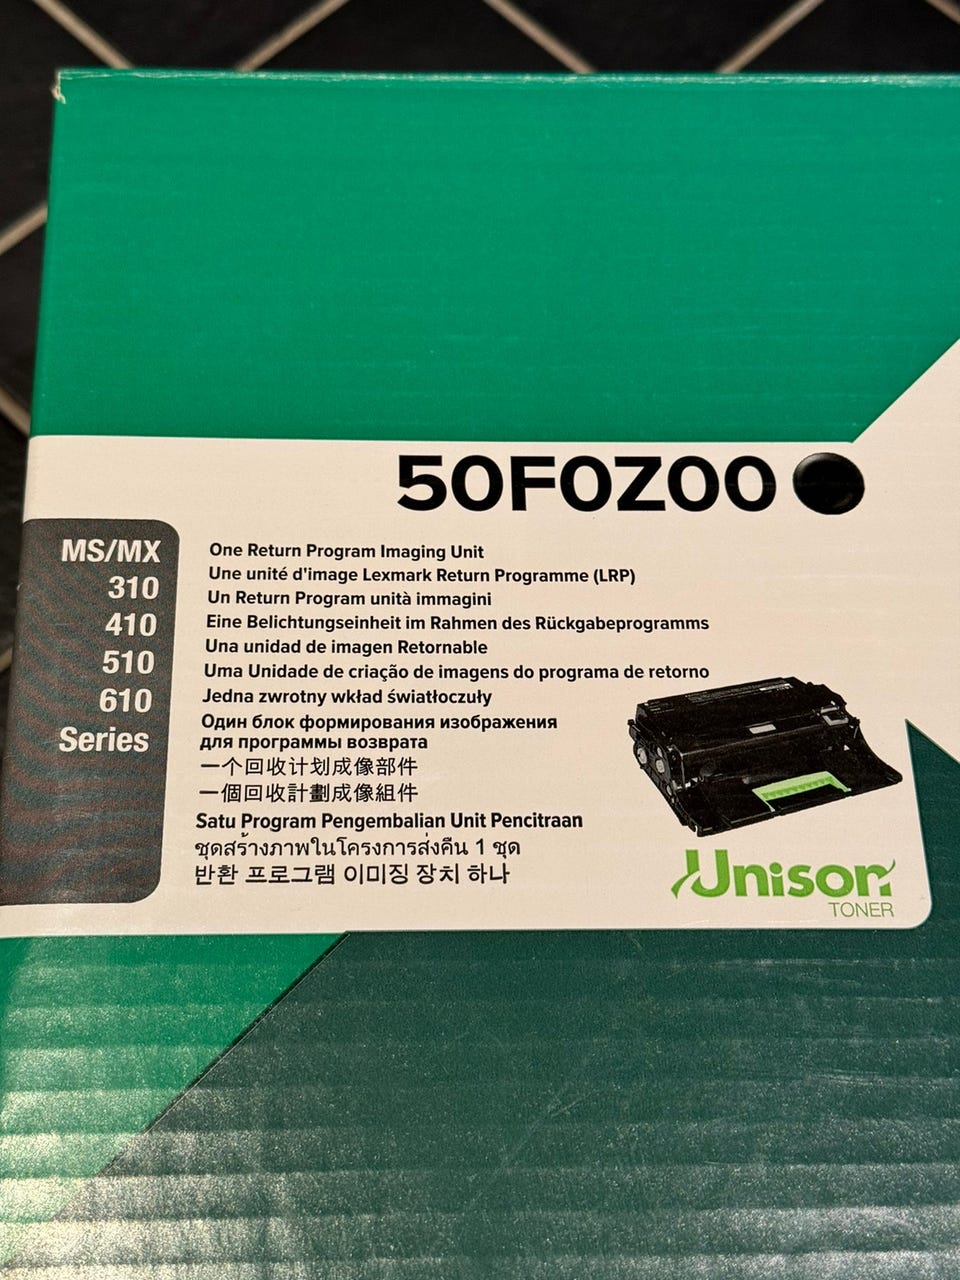 50F0Z00
MS/MX
310
410
510
610
Series
One Return Program Imaging Unit
Une unité d'image Lexmark Return Programme (LRP)
Un Return Program unità immagini
Eine Belichtungseinheit im Rahmen des Rückgabeprogramms
Una unidad de imagen Retornable
Uma Unidade de criação de imagens do programa de retorno
Jedna zwrotny wkład światłoczuły
Один блок формирования изображения
для программы возврата
一个回收计划成像部件
一個回收計劃成像組件
Satu Program Pengembalian Unit Pencitraan
ชุดสร้างภาพในโครงการส่งคืน 1 ชุด
반환 프로그램 이미징 장치 하나
Unison
TONER